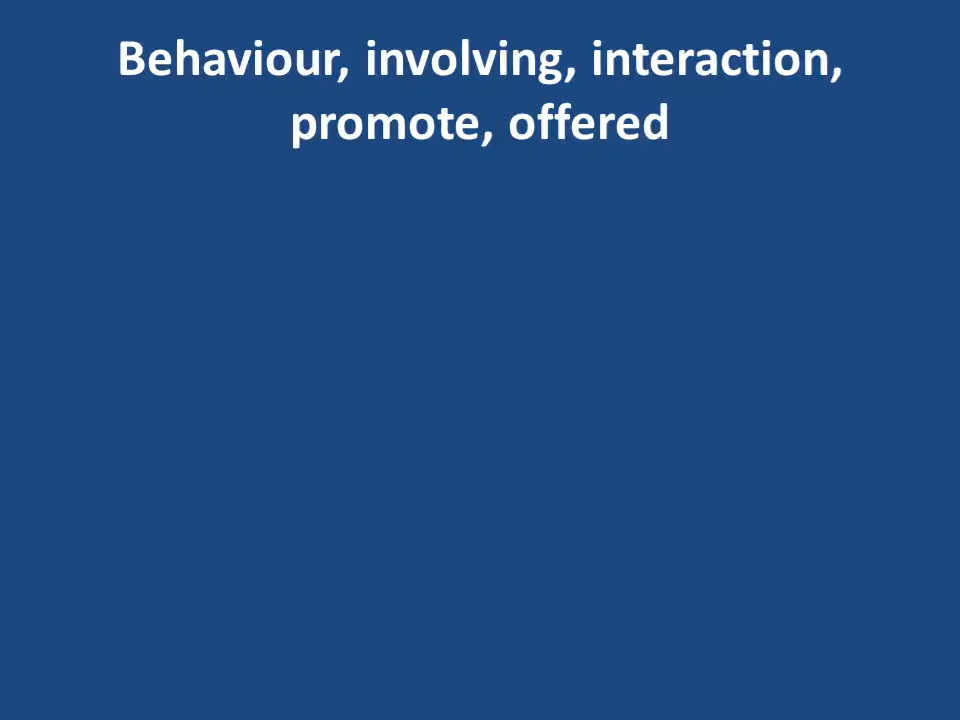 Behaviour, involving, interaction,
promote, offered